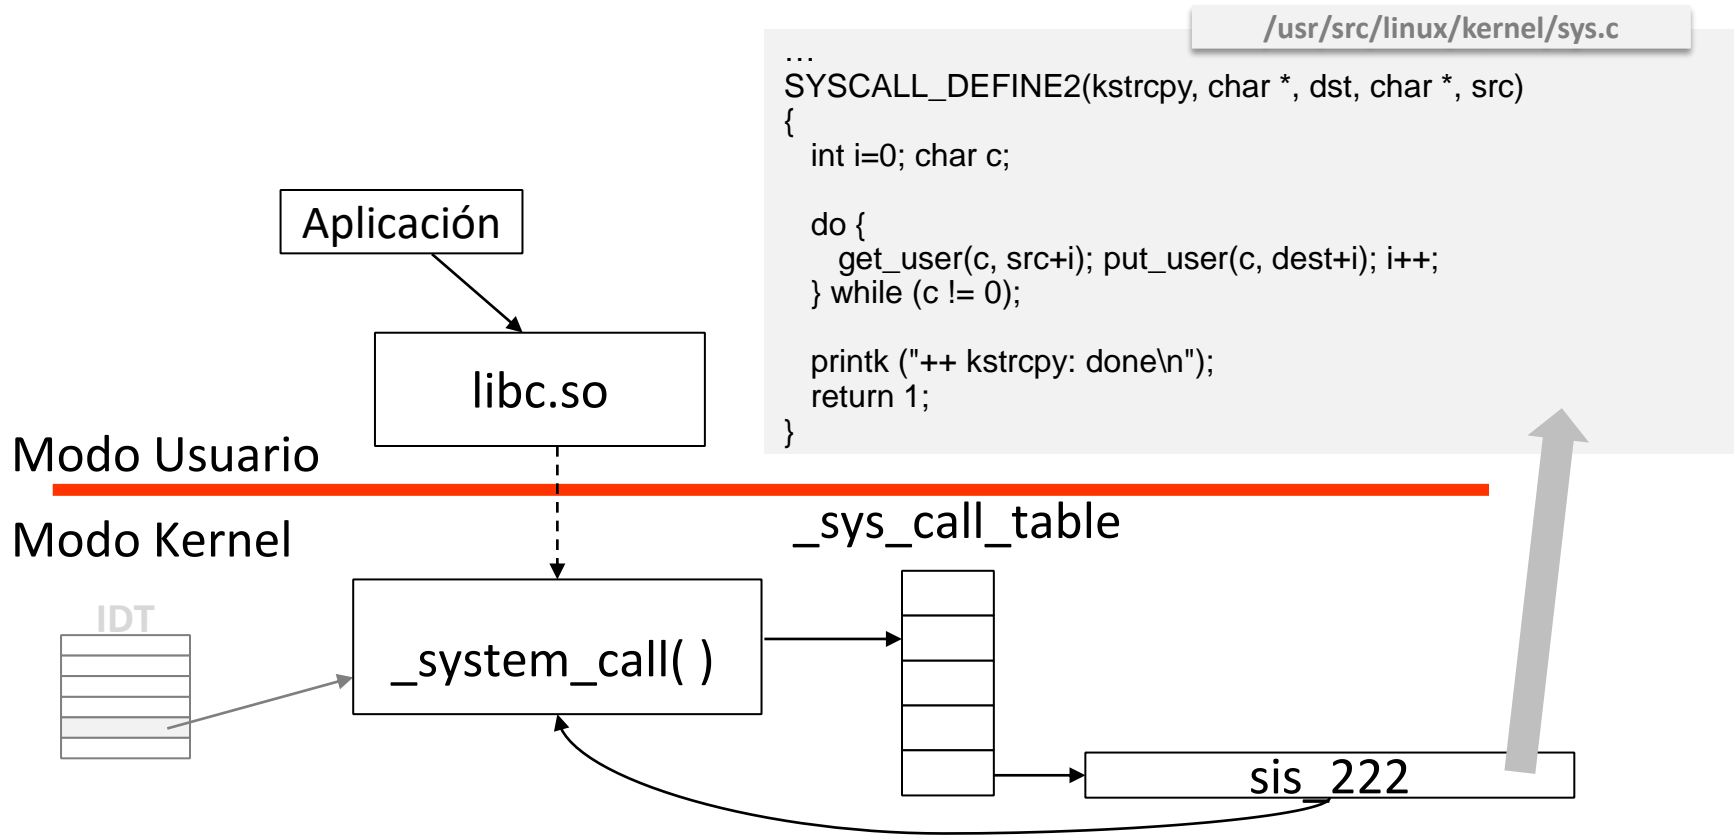 /usr/src/linux/kernel/sys.c
…
SYSCALL_DEFINE2(kstrcpy, char *, dst, char *, src)
{
int i=0; char c;
do {
get_user(c, src+i); put_user(c, dest+i); i++;
} while (c != 0);
printk ("++ kstrcpy: done\n");
return 1;
}
Aplicación
libc.so
Modo Usuario
Modo Kernel
_sys_call_table
IDT
_system_call( )
sis_222